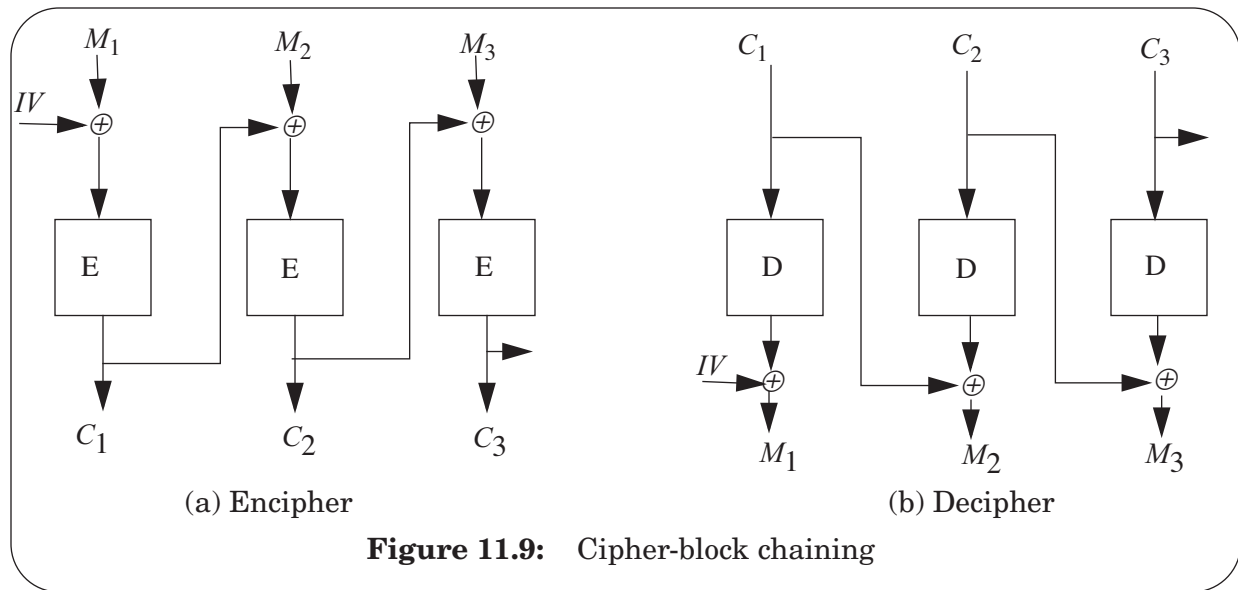 M1 M2 M3 C1 C2 C3
IV
E E E D D D
IV
C1 C2 C3 M1 M2 M3
(a) Encipher (b) Decipher
Figure 11.9: Cipher-block chaining